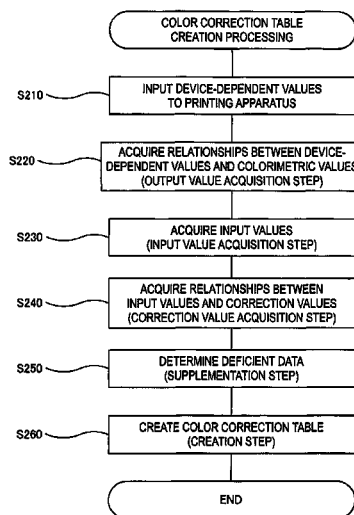 COLOR CORRECTION TABLE
CREATION PROCESSING
S210
INPUT DEVICE-DEPENDENT VALUES
TO PRINTING APPARATUS
S220
ACQUIRE RELATIONSHIPS BETWEEN DEVICE-
DEPENDENT VALUES AND COLORIMETRIC VALUES
(OUTPUT VALUE ACQUISITION STEP)
S230
ACQUIRE INPUT VALUES
(INPUT VALUE ACQUISITION STEP)
S240
ACQUIRE RELATIONSHIPS BETWEEN
INPUT VALUES AND CORRECTION VALUES
(CORRECTION VALUE ACQUISITION STEP)
S250
DETERMINE DEFICIENT DATA
(SUPPLEMENTATION STEP)
S260
CREATE COLOR CORRECTION TABLE
(CREATION STEP)
END